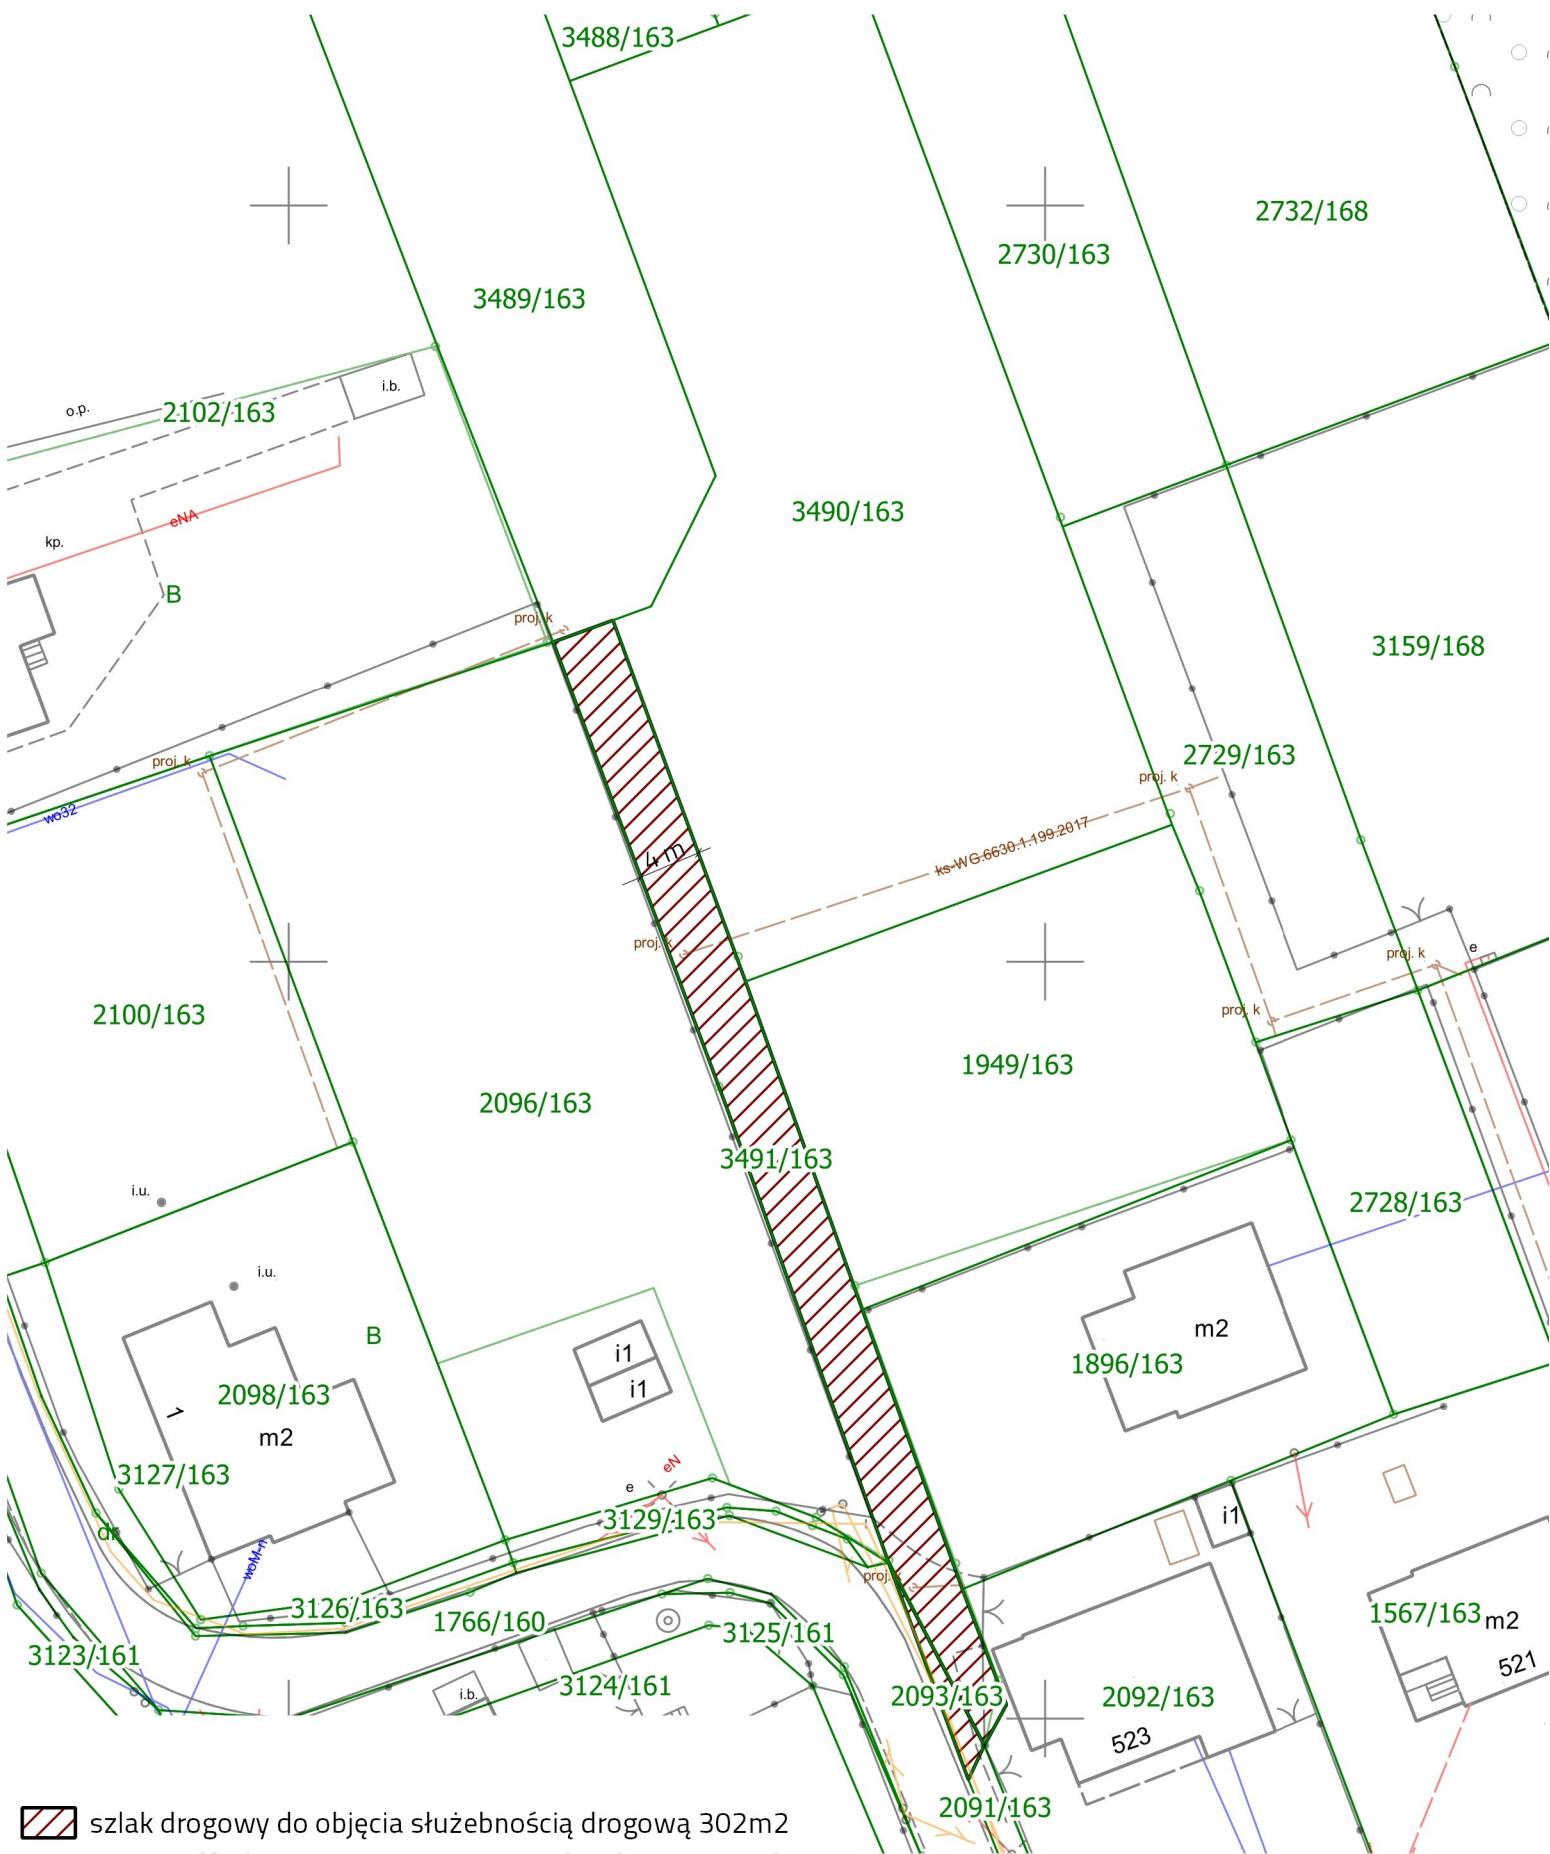 3488/163
2732/168
2730/163
3489/163
i.b.
o.p.
2102/163
3490/163
eNA
kp.
B
proj. k
3159/168
2729/163
proj. k
proj. k
wo32
ks-WG.6630.1.199.2017
4 m
proj. k
e
proj. k
proj. k
2100/163
1949/163
2096/163
3491/163
i.u.
2728/163
i.u.
m2
B
i1
1896/163
i1
2098/163
1
m2
eN
3127/163
e
i1
3129/163
dr
woM-n
proj. k
3126/163
1766/160
3125/161
1567/163
m2
3123/161
521
3124/161
i.b.
2093/163
2092/163
523
2091/163
szlak drogowy do objęcia służebnością drogową 302m2